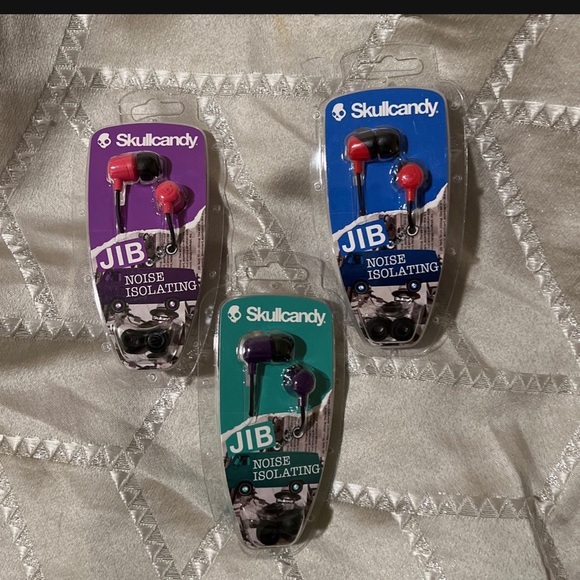 Skullcandy.
JIB
NOISE
ISOLATING
Skullcandy.
JIB
NOISE
ISOLATING
Skullcandy.
JIB
NOISE
ISOLATING